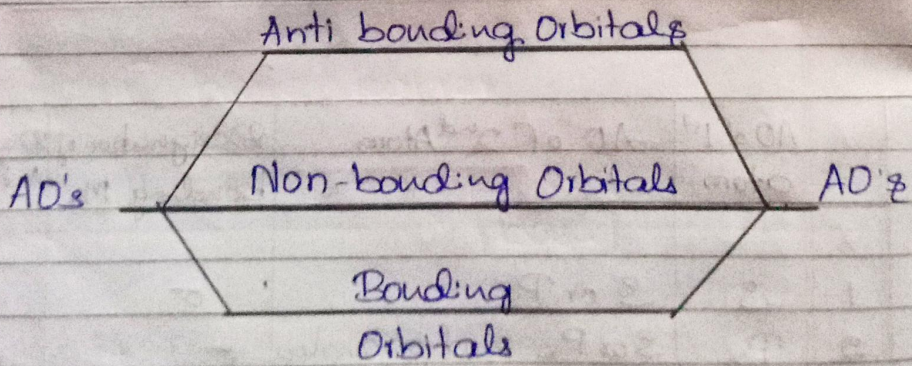 Anti bonding Orbitals
AO's Non-bonding Orbitals AO's
Bonding
Orbitals